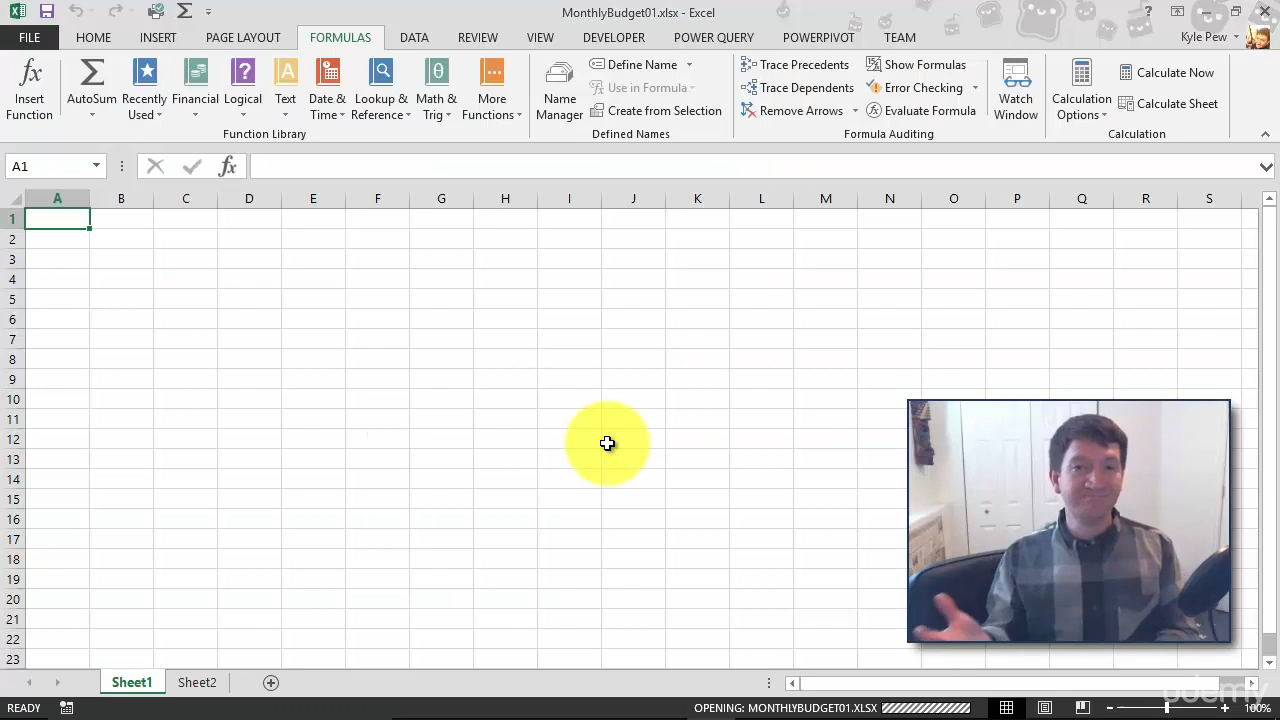 MonthlyBudget01.xlsx - Excel
FILE HOME INSERT PAGE LAYOUT FORMULAS DATA REVIEW VIEW DEVELOPER POWER QUERY POWERPIVOT TEAM Kyle Pew
fx Insert Function
Σ AutoSum
Recently Used
Financial
? Logical
A Text
Date & Time
Lookup & Reference
θ Math & Trig
More Functions
Function Library
Name Manager
Define Name
Use in Formula
Create from Selection
Defined Names
Trace Precedents
Trace Dependents
Remove Arrows
Show Formulas
Error Checking
Evaluate Formula
Watch Window
Formula Auditing
Calculation Options
Calculate Now
Calculate Sheet
Calculation
A1 fx
A B C D E F G H I J K L M N O P Q R S
1
2
3
4
5
6
7
8
9
10
11
12
13
14
15
16
17
18
19
20
21
22
23
Sheet1 Sheet2
udemy
READY OPENING: MONTHLYBUDGET01.XLSX 100%